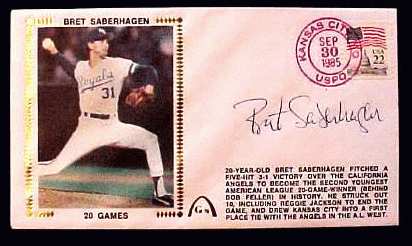 BRET SABERHAGEN
Royals
31
20 GAMES
KANSAS CITY
SEP
30
1985
USPO
USA
22
Bret Saberhagen
20-YEAR-OLD BRET SABERHAGEN PITCHED A
FIVE-HIT 3-1 VICTORY OVER THE CALIFORNIA
ANGELS TO BECOME THE SECOND YOUNGEST
AMERICAN LEAGUE 20-GAME-WINNER (BEHIND
BOB FELLER) IN HISTORY. HE STRUCK OUT
10, INCLUDING REGGIE JACKSON TO END THE
GAME, AND DREW KANSAS CITY INTO A FIRST
PLACE TIE WITH THE ANGELS IN THE A.L. WEST.